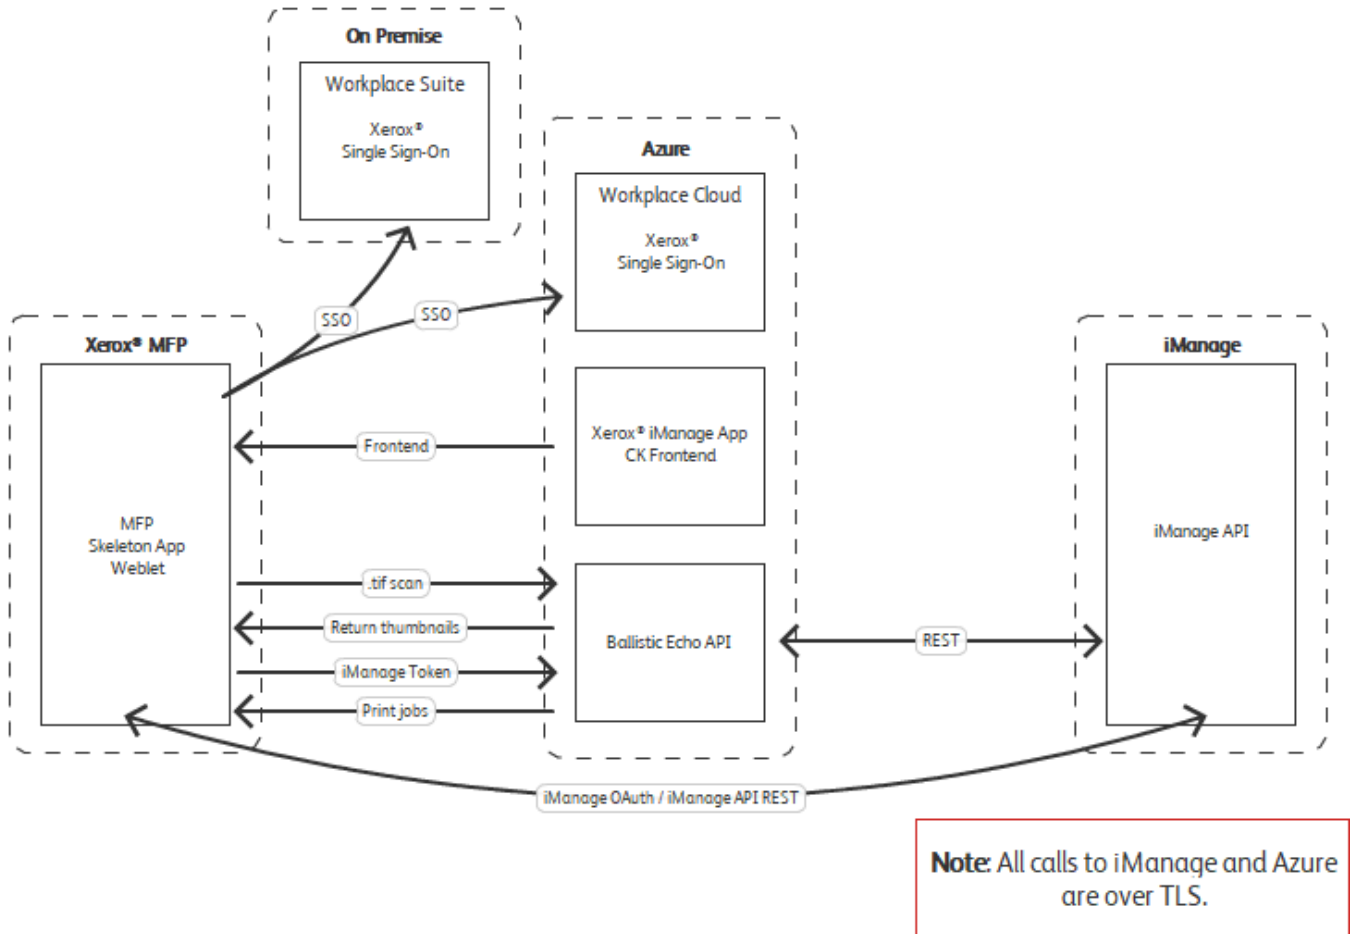 On Premise
Workplace Suite
Xerox®
Single Sign-On
Azure
Workplace Cloud
Xerox®
Single Sign-On
SSO
SSO
Xerox® MFP
iManage
Frontend
Xerox® iManage App
CK Frontend
MFP
Skeleton App
Weblet
iManage API
.tif scan
Return thumbnails
Ballistic Echo API
REST
iManage Token
Print jobs
iManage OAuth / iManage API REST
Note: All calls to iManage and Azure
are over TLS.